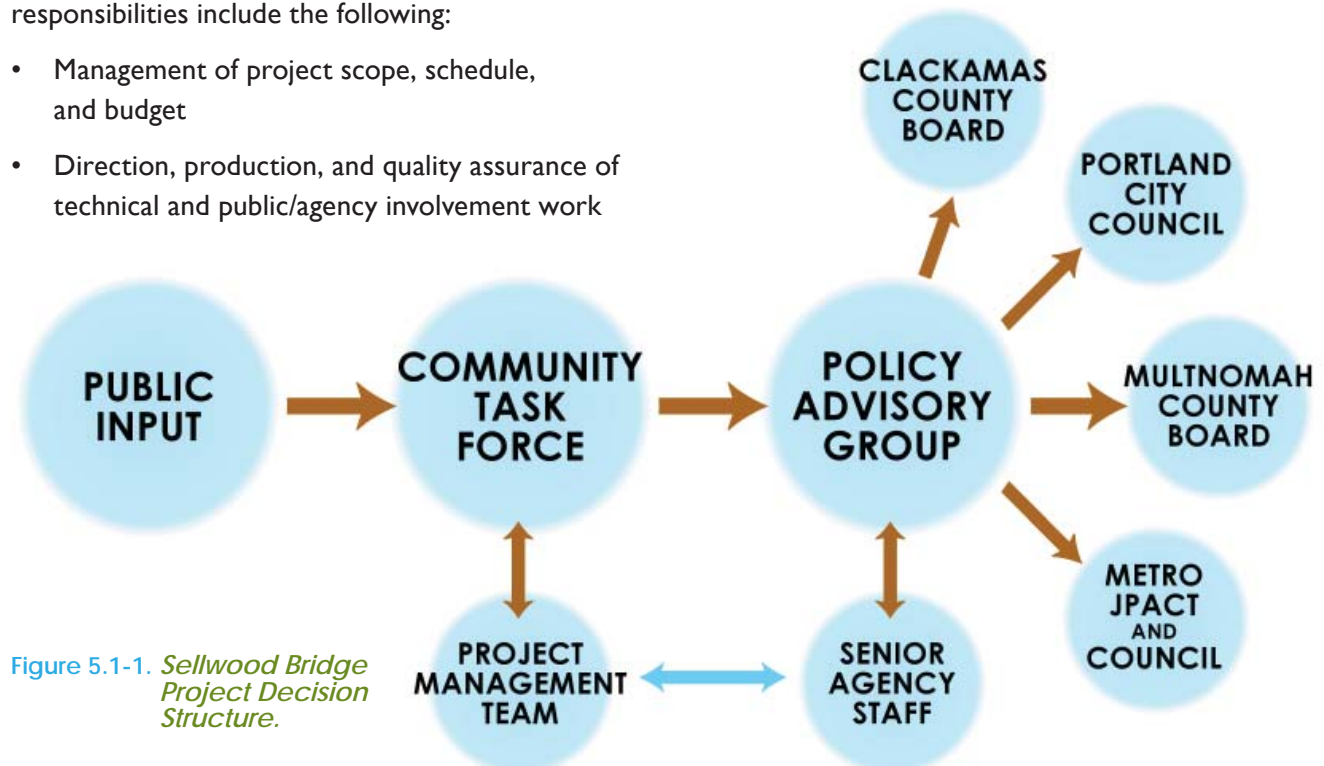 responsibilities include the following:
• Management of project scope, schedule,
and budget
• Direction, production, and quality assurance of
technical and public/agency involvement work
CLACKAMAS
COUNTY
BOARD
PORTLAND
CITY
COUNCIL
PUBLIC
INPUT
COMMUNITY
TASK
FORCE
POLICY
ADVISORY
GROUP
MULTNOMAH
COUNTY
BOARD
METRO
JPACT
AND
COUNCIL
PROJECT
MANAGEMENT
TEAM
SENIOR
AGENCY
STAFF
Figure 5.1-1. Sellwood Bridge
Project Decision
Structure.